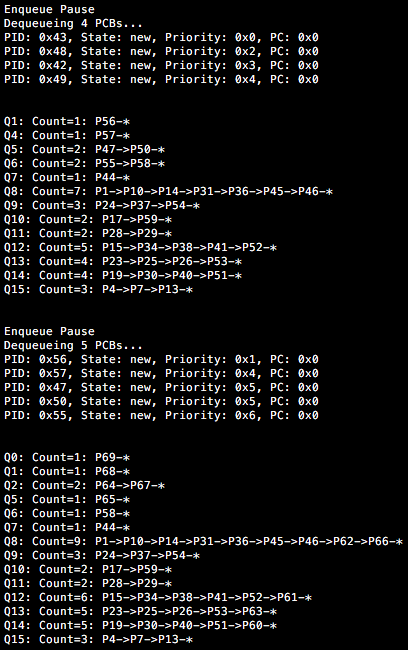 Enqueue Pause
Dequeueing 4 PCBs...
PID: 0x43, State: new, Priority: 0x0, PC: 0x0
PID: 0x48, State: new, Priority: 0x2, PC: 0x0
PID: 0x42, State: new, Priority: 0x3, PC: 0x0
PID: 0x49, State: new, Priority: 0x4, PC: 0x0
Q1: Count=1: P56-*
Q4: Count=1: P57-*
Q5: Count=2: P47->P50-*
Q6: Count=2: P55->P58-*
Q7: Count=1: P44-*
Q8: Count=7: P1->P10->P14->P31->P36->P45->P46-*
Q9: Count=3: P24->P37->P54-*
Q10: Count=2: P17->P59-*
Q11: Count=2: P28->P29-*
Q12: Count=5: P15->P34->P38->P41->P52-*
Q13: Count=4: P23->P25->P26->P53-*
Q14: Count=4: P19->P30->P40->P51-*
Q15: Count=3: P4->P7->P13-*
Enqueue Pause
Dequeueing 5 PCBs...
PID: 0x56, State: new, Priority: 0x1, PC: 0x0
PID: 0x57, State: new, Priority: 0x4, PC: 0x0
PID: 0x47, State: new, Priority: 0x5, PC: 0x0
PID: 0x50, State: new, Priority: 0x5, PC: 0x0
PID: 0x55, State: new, Priority: 0x6, PC: 0x0
Q0: Count=1: P69-*
Q1: Count=1: P68-*
Q2: Count=2: P64->P67-*
Q5: Count=1: P65-*
Q6: Count=1: P58-*
Q7: Count=1: P44-*
Q8: Count=9: P1->P10->P14->P31->P36->P45->P46->P62->P66-*
Q9: Count=3: P24->P37->P54-*
Q10: Count=2: P17->P59-*
Q11: Count=2: P28->P29-*
Q12: Count=6: P15->P34->P38->P41->P52->P61-*
Q13: Count=5: P23->P25->P26->P53->P63-*
Q14: Count=5: P19->P30->P40->P51->P60-*
Q15: Count=3: P4->P7->P13-*